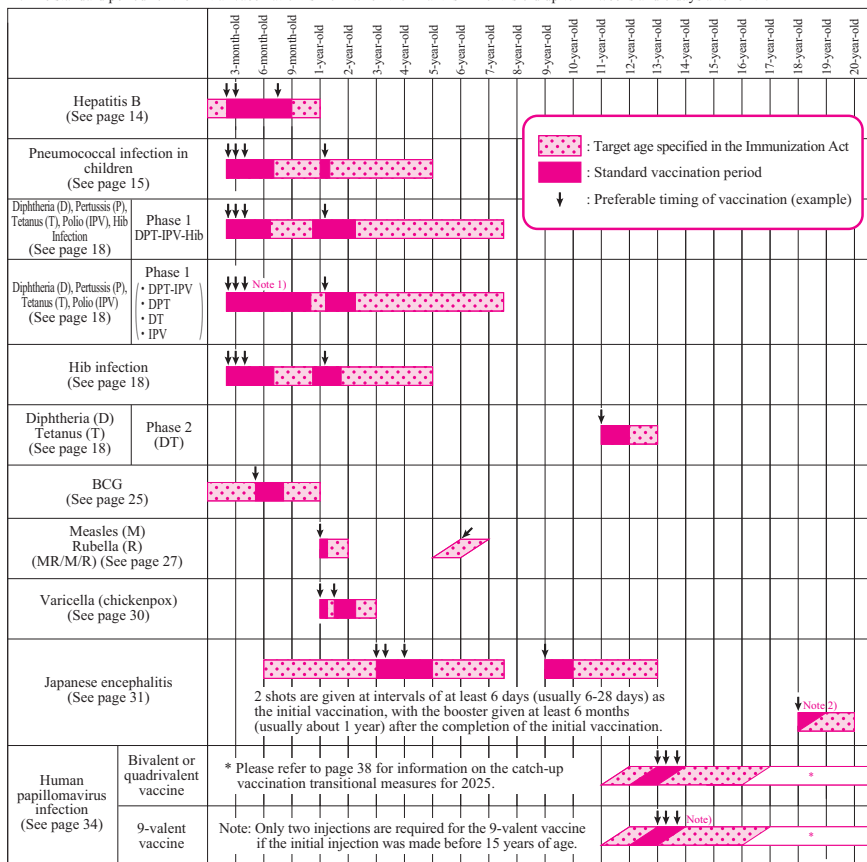 3-month-old
6-month-old
9-month-old
1-year-old
2-year-old
3-year-old
4-year-old
5-year-old
6-year-old
7-year-old
8-year-old
9-year-old
10-year-old
11-year-old
12-year-old
13-year-old
14-year-old
15-year-old
16-year-old
17-year-old
18-year-old
19-year-old
20-year-old
Hepatitis B
(See page 14)
: Target age specified in the Immunization Act
: Standard vaccination period
: Preferable timing of vaccination (example)
Pneumococcal infection in
children
(See page 15)
Diphtheria (D), Pertussis (P),
Tetanus (T), Polio (IPV), Hib
Infection
(See page 18)
Phase 1
DPT-IPV-Hib
Diphtheria (D), Pertussis (P),
Tetanus (T), Polio (IPV)
(See page 18)
Phase 1
・DPT-IPV
・DPT
・DT
・IPV
Note 1)
Hib infection
(See page 18)
Diphtheria (D)
Tetanus (T)
(See page 18)
Phase 2
(DT)
BCG
(See page 25)
Measles (M)
Rubella (R)
(MR/M/R) (See page 27)
Varicella (chickenpox)
(See page 30)
Japanese encephalitis
(See page 31)
2 shots are given at intervals of at least 6 days (usually 6-28 days) as
the initial vaccination, with the booster given at least 6 months
(usually about 1 year) after the completion of the initial vaccination.
Note 2)
Human
papillomavirus
infection
(See page 34)
Bivalent or
quadrivalent
vaccine
* Please refer to page 38 for information on the catch-up
vaccination transitional measures for 2025.
*
9-valent
vaccine
Note: Only two injections are required for the 9-valent vaccine
if the initial injection was made before 15 years of age.
Note)
*